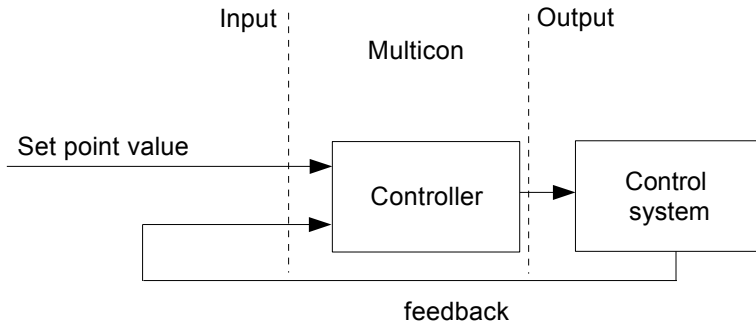 Input
Output
Multicon
Set point value
Controller
Control
system
feedback